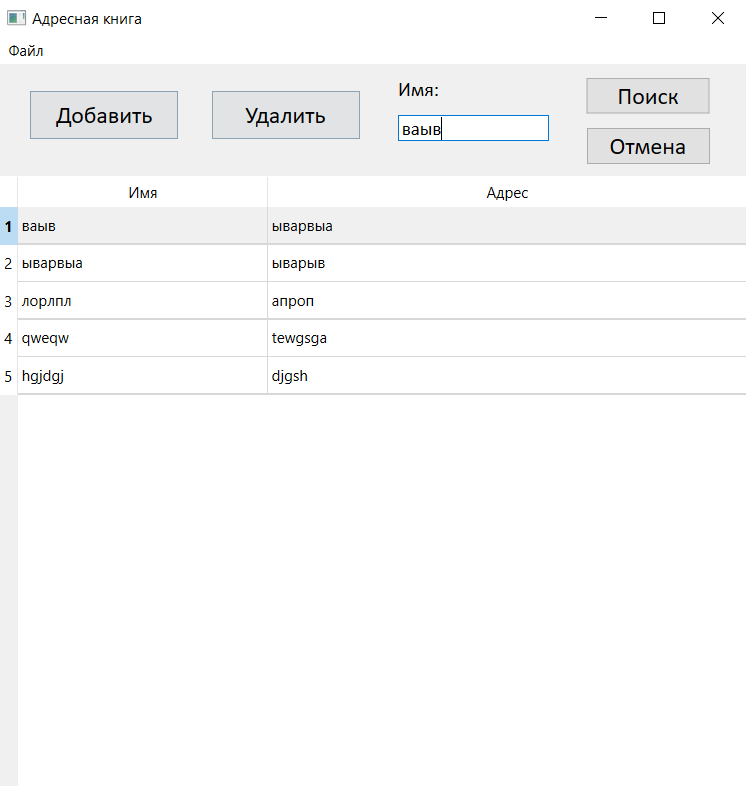 Адресная книга
Файл
Добавить
Удалить
Имя:
ваыв
Поиск
Отмена
Имя Адрес
1 ваыв ыварвыа
2 ыварвыа ыварыв
3 лорлпл апроп
4 qweqw tewgsga
5 hgjdgj djgsh